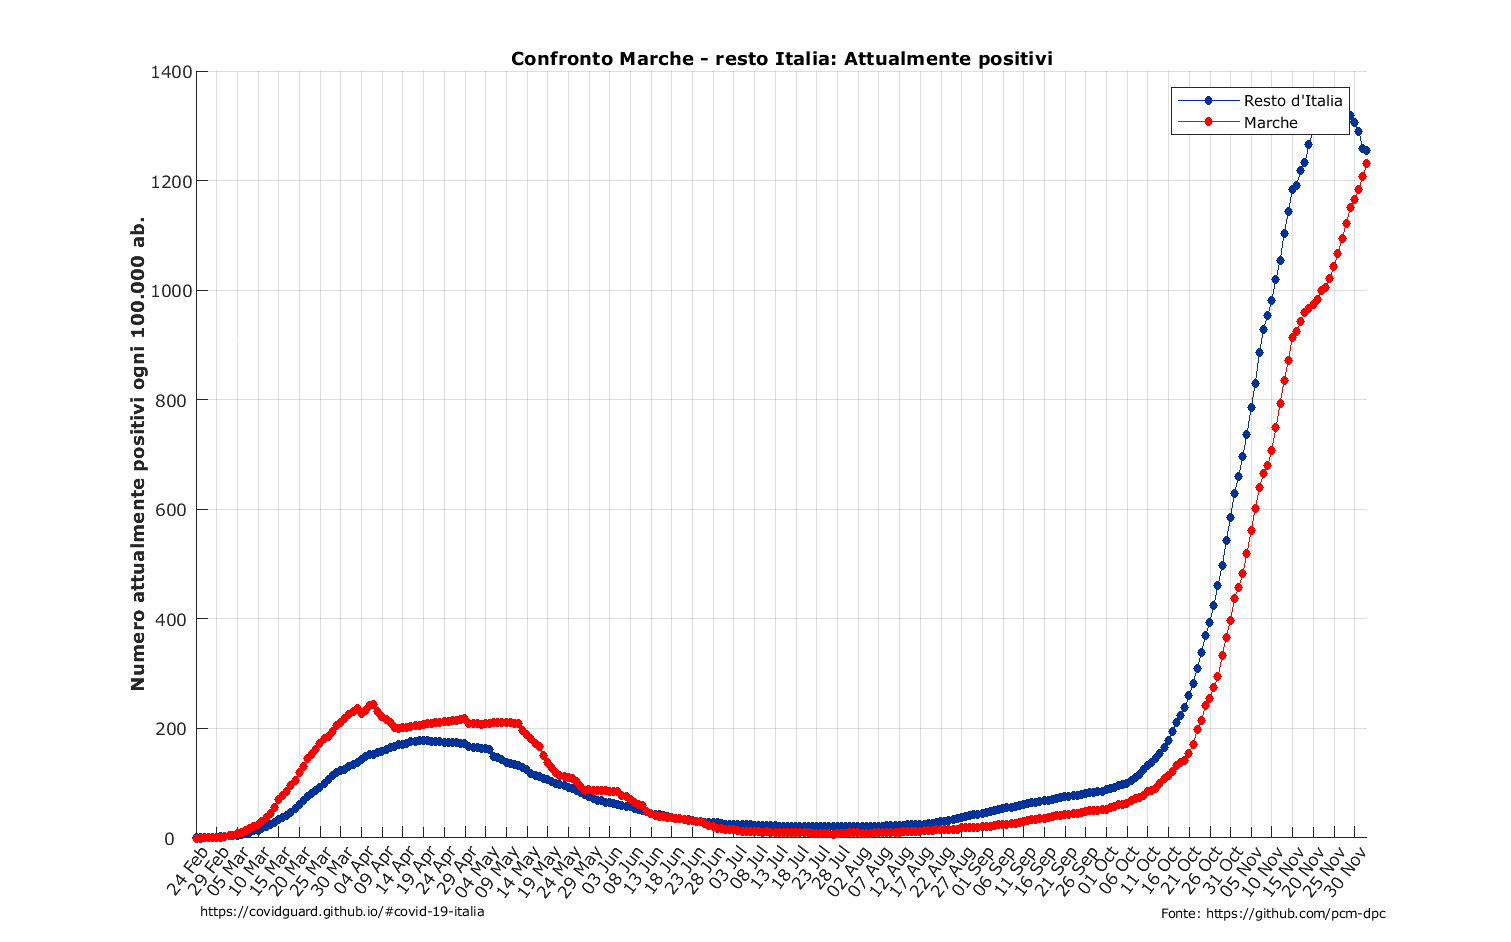 Confronto Marche - resto Italia: Attualmente positivi
Resto d'Italia
Marche
Numero attualmente positivi ogni 100.000 ab.
1400
1200
1000
800
600
400
200
0
24 Feb
29 Feb
05 Mar
10 Mar
15 Mar
20 Mar
25 Mar
30 Mar
04 Apr
09 Apr
14 Apr
19 Apr
24 Apr
29 Apr
04 May
09 May
14 May
19 May
24 May
29 May
03 Jun
08 Jun
13 Jun
18 Jun
23 Jun
28 Jun
03 Jul
08 Jul
13 Jul
18 Jul
23 Jul
28 Jul
02 Aug
07 Aug
12 Aug
17 Aug
22 Aug
27 Aug
01 Sep
06 Sep
11 Sep
16 Sep
21 Sep
26 Sep
01 Oct
06 Oct
11 Oct
16 Oct
21 Oct
26 Oct
31 Oct
05 Nov
10 Nov
15 Nov
20 Nov
25 Nov
30 Nov
https://covidguard.github.io/#covid-19-italia
Fonte: https://github.com/pcm-dpc